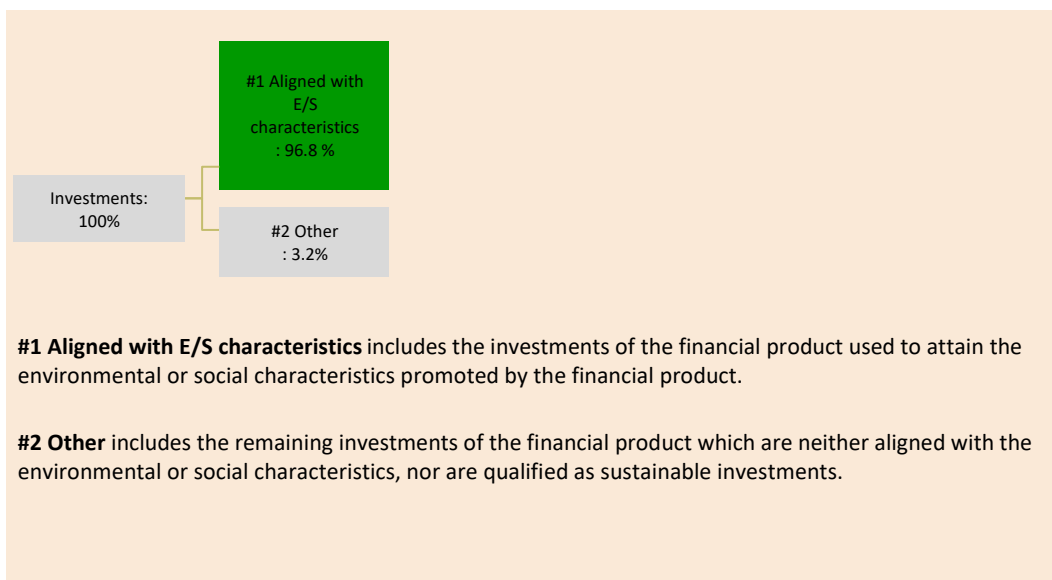 #1 Aligned with
E/S
characteristics
: 96.8 %
Investments:
100%
#2 Other
: 3.2%
#1 Aligned with E/S characteristics includes the investments of the financial product used to attain the
environmental or social characteristics promoted by the financial product.
#2 Other includes the remaining investments of the financial product which are neither aligned with the
environmental or social characteristics, nor are qualified as sustainable investments.